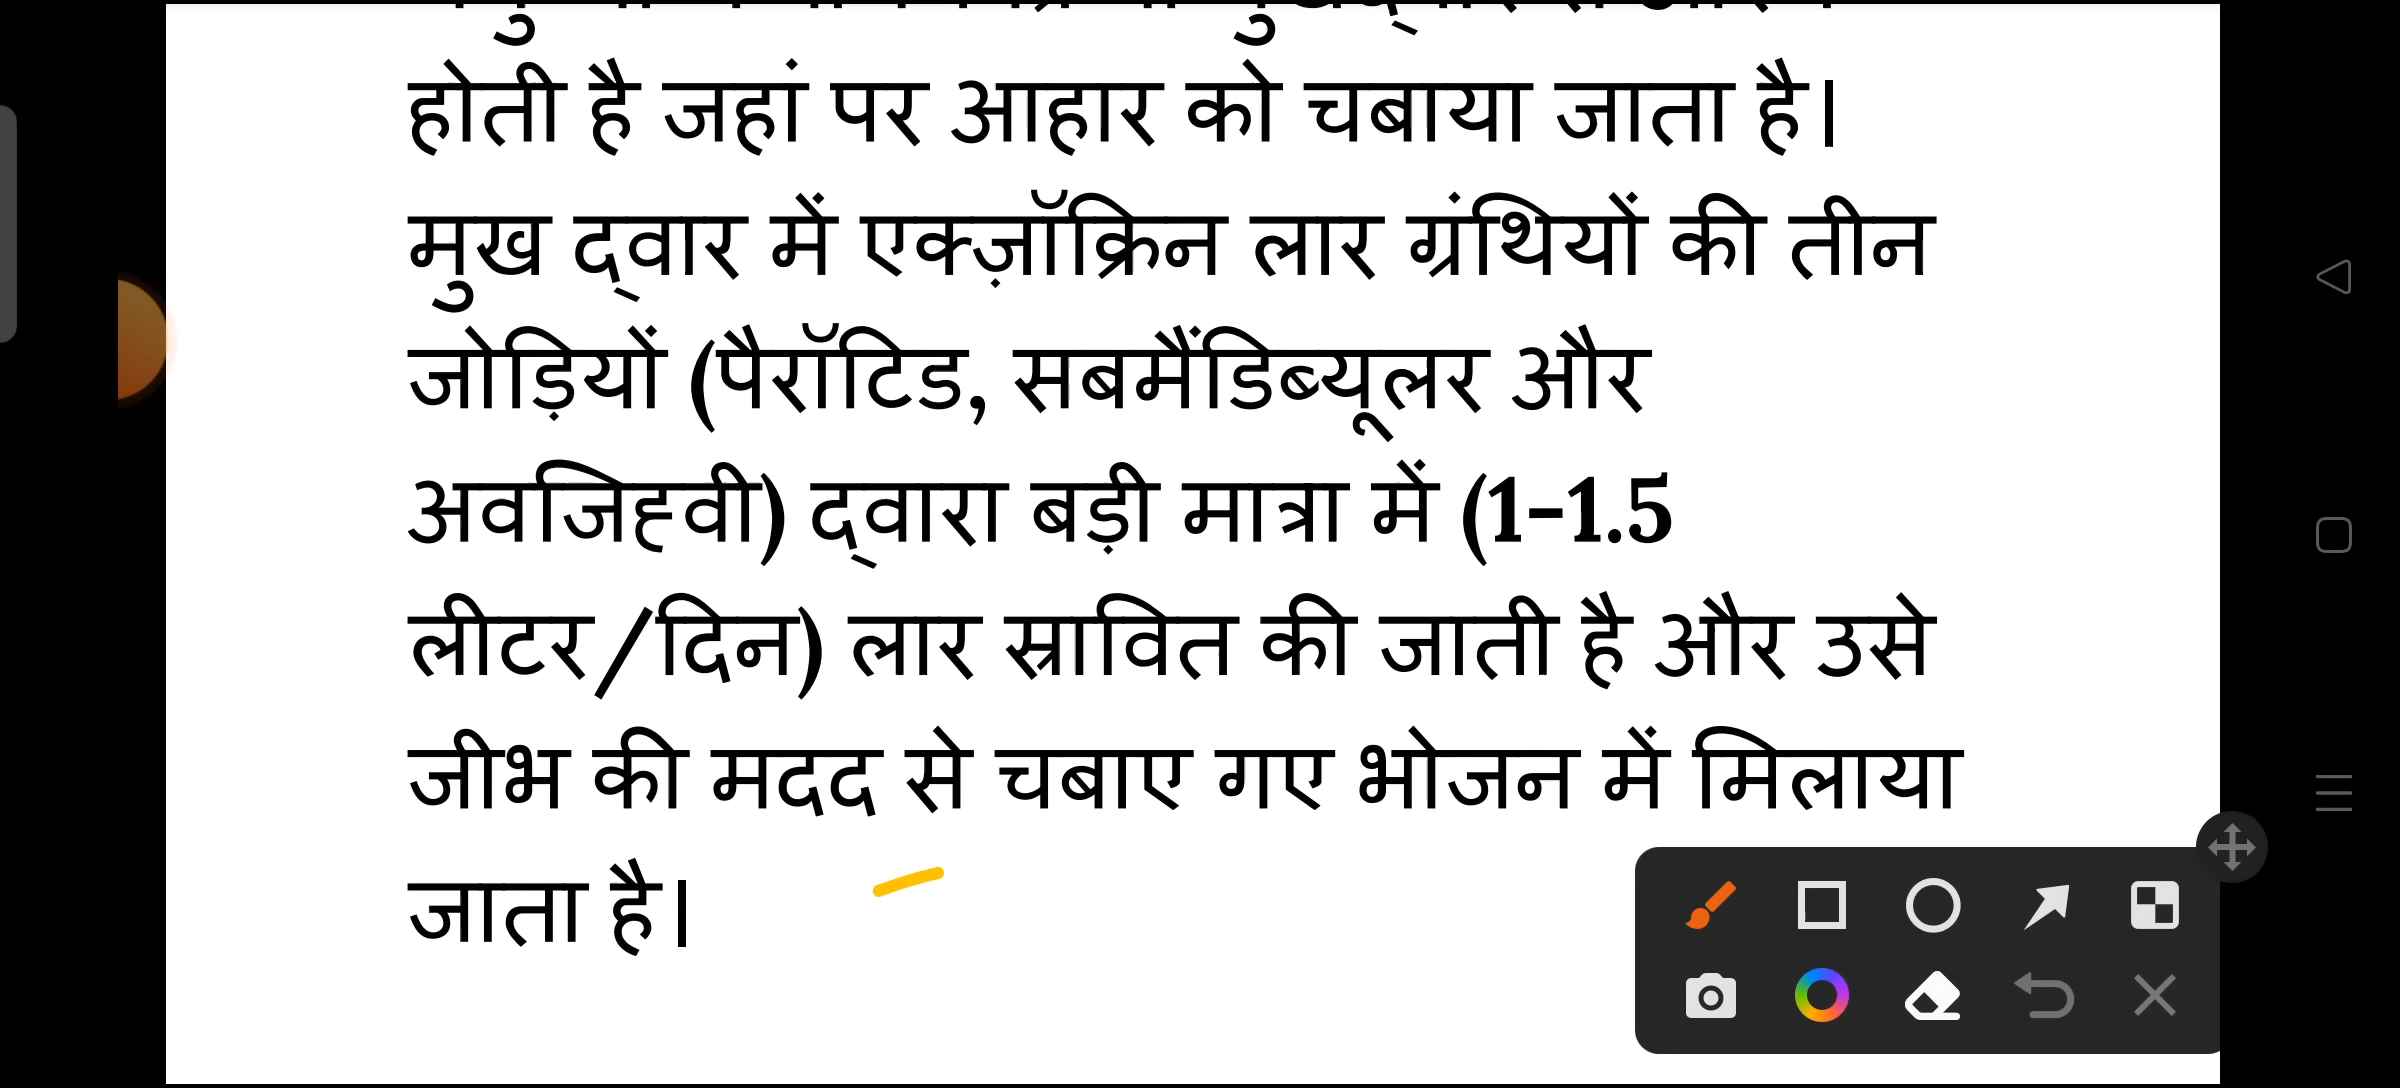 होती है जहां पर आहार को चबाया जाता है।
मुख द्वार में एक्ज़ॉक्रिन लार ग्रंथियों की तीन
जोड़ियों (पैरॉटिड, सबमैंडिब्यूलर और
अवजिह्वी) द्वारा बड़ी मात्रा में (1-1.5
लीटर/दिन) लार स्रावित की जाती है और उसे
जीभ की मदद से चबाए गए भोजन में मिलाया
जाता है।